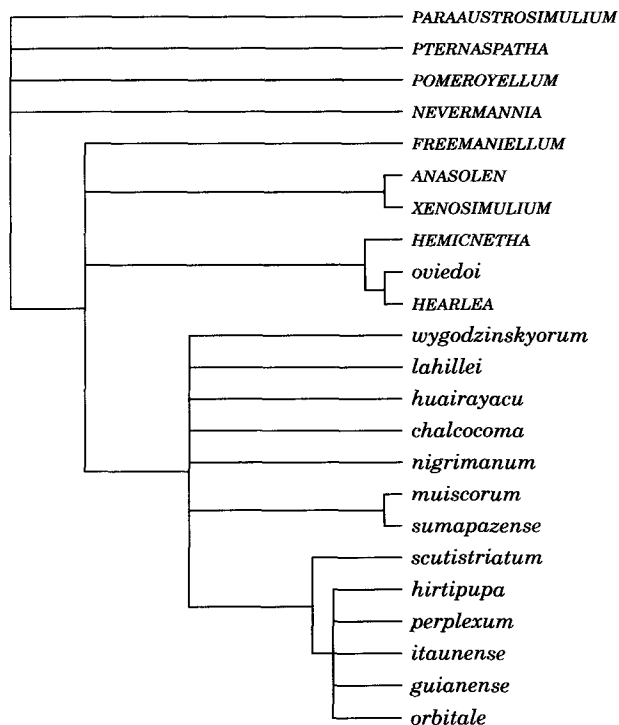 PARAAUSTROSIMULIUM
PTERNASPATHA
POMEROYELLUM
NEVERMANNIA
FREEMANIELLUM
ANASOLEN
XENOSIMULIUM
HEMICNETHA
oviedoi
HEARLEA
wygodzinskyorum
lahillei
huairayacu
chalcocoma
nigrimanum
muiscorum
sumapazense
scutistriatum
hirtipupa
perplexum
itaunense
guianense
orbitale